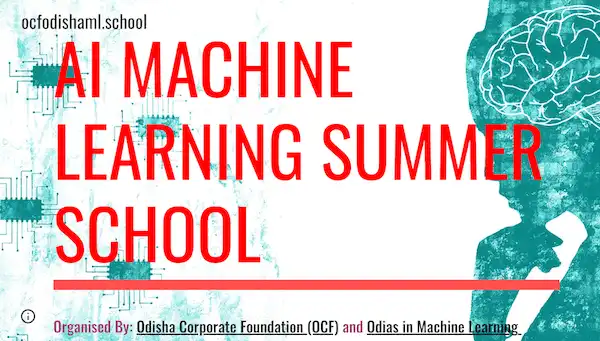 ocfodishaml.school
AI MACHINE
LEARNING SUMMER
SCHOOL
Organised By: Odisha Corporate Foundation (OCF) and Odias in Machine Learning